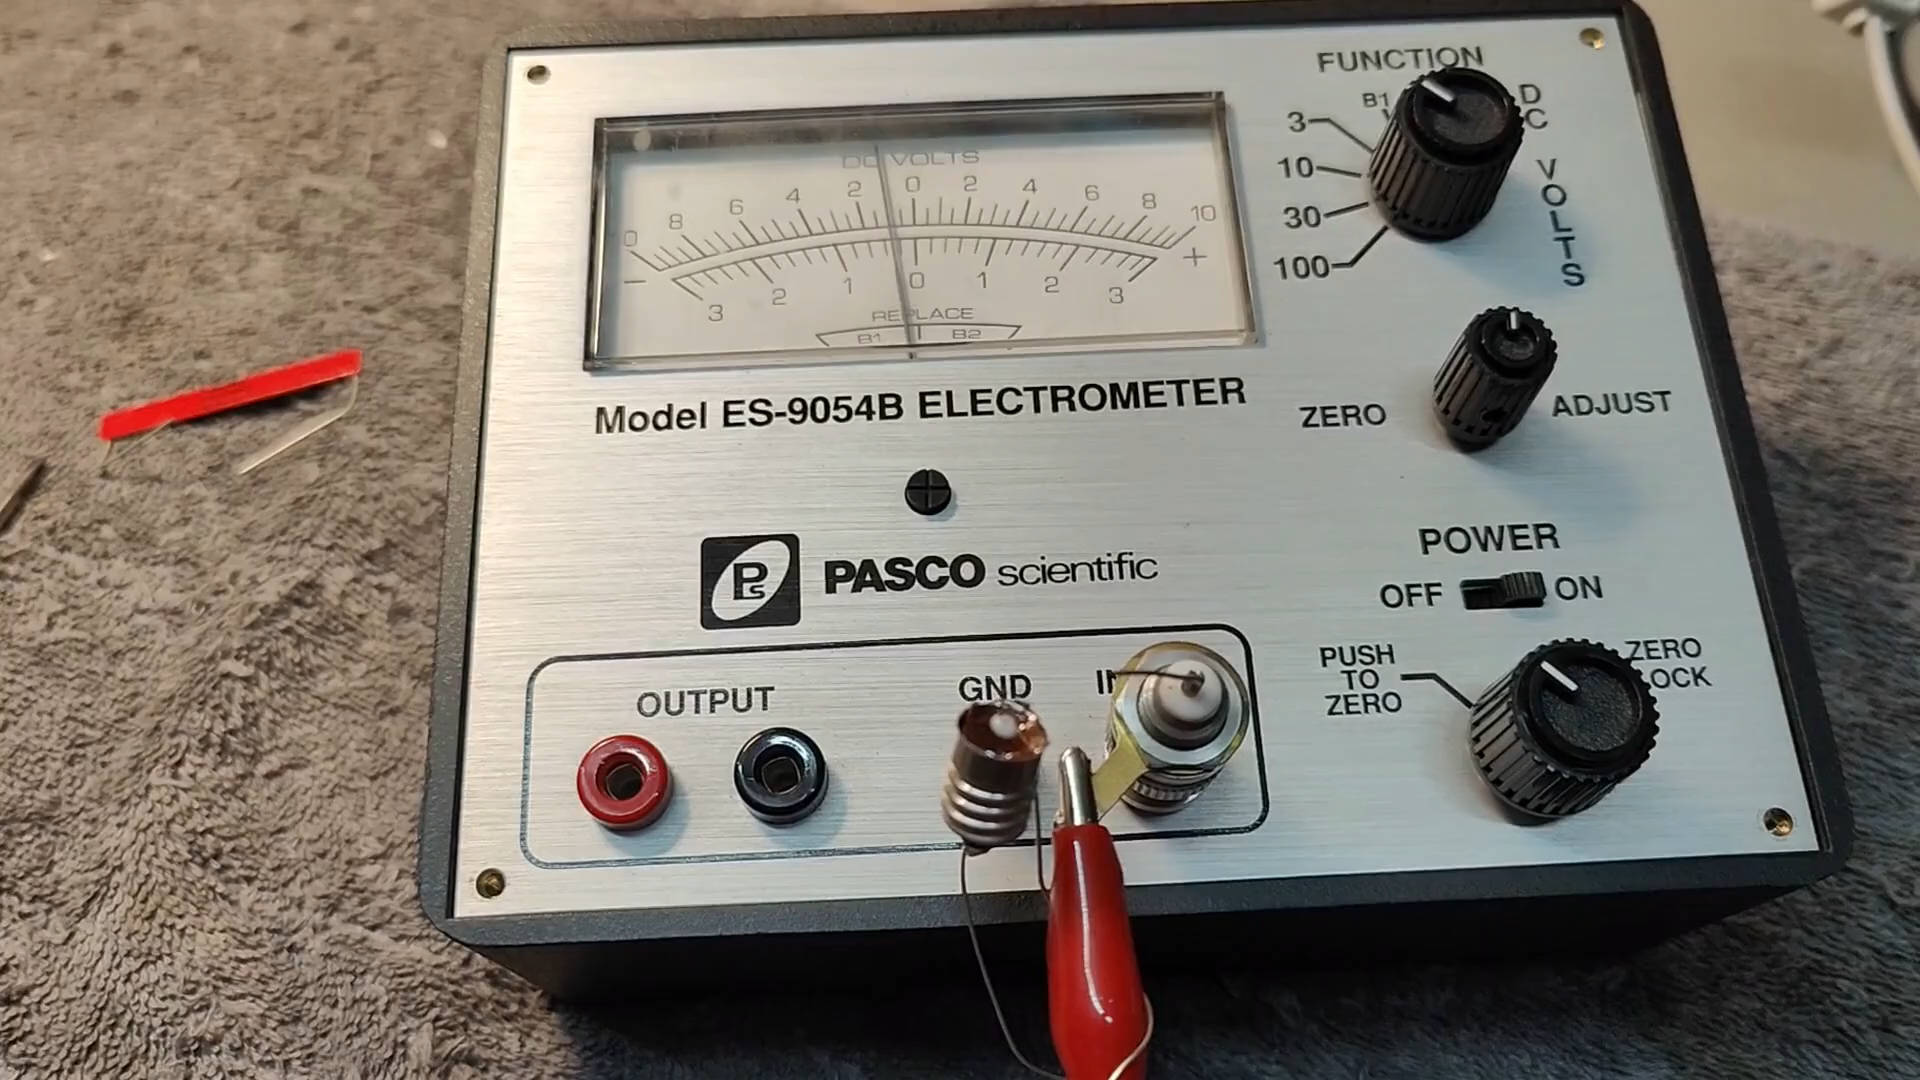 FUNCTION
B1
DC
VOLTS
3
10
30
100
DC VOLTS
0 8 6 4 2 0 2 4 6 8 10
- +
3 2 1 0 1 2 3
REPLACE
B1 B2
Model ES-9054B ELECTROMETER
ZERO ADJUST
PASCO scientific
POWER
OFF ON
PUSH
TO
ZERO
ZERO
OUTPUT
GND